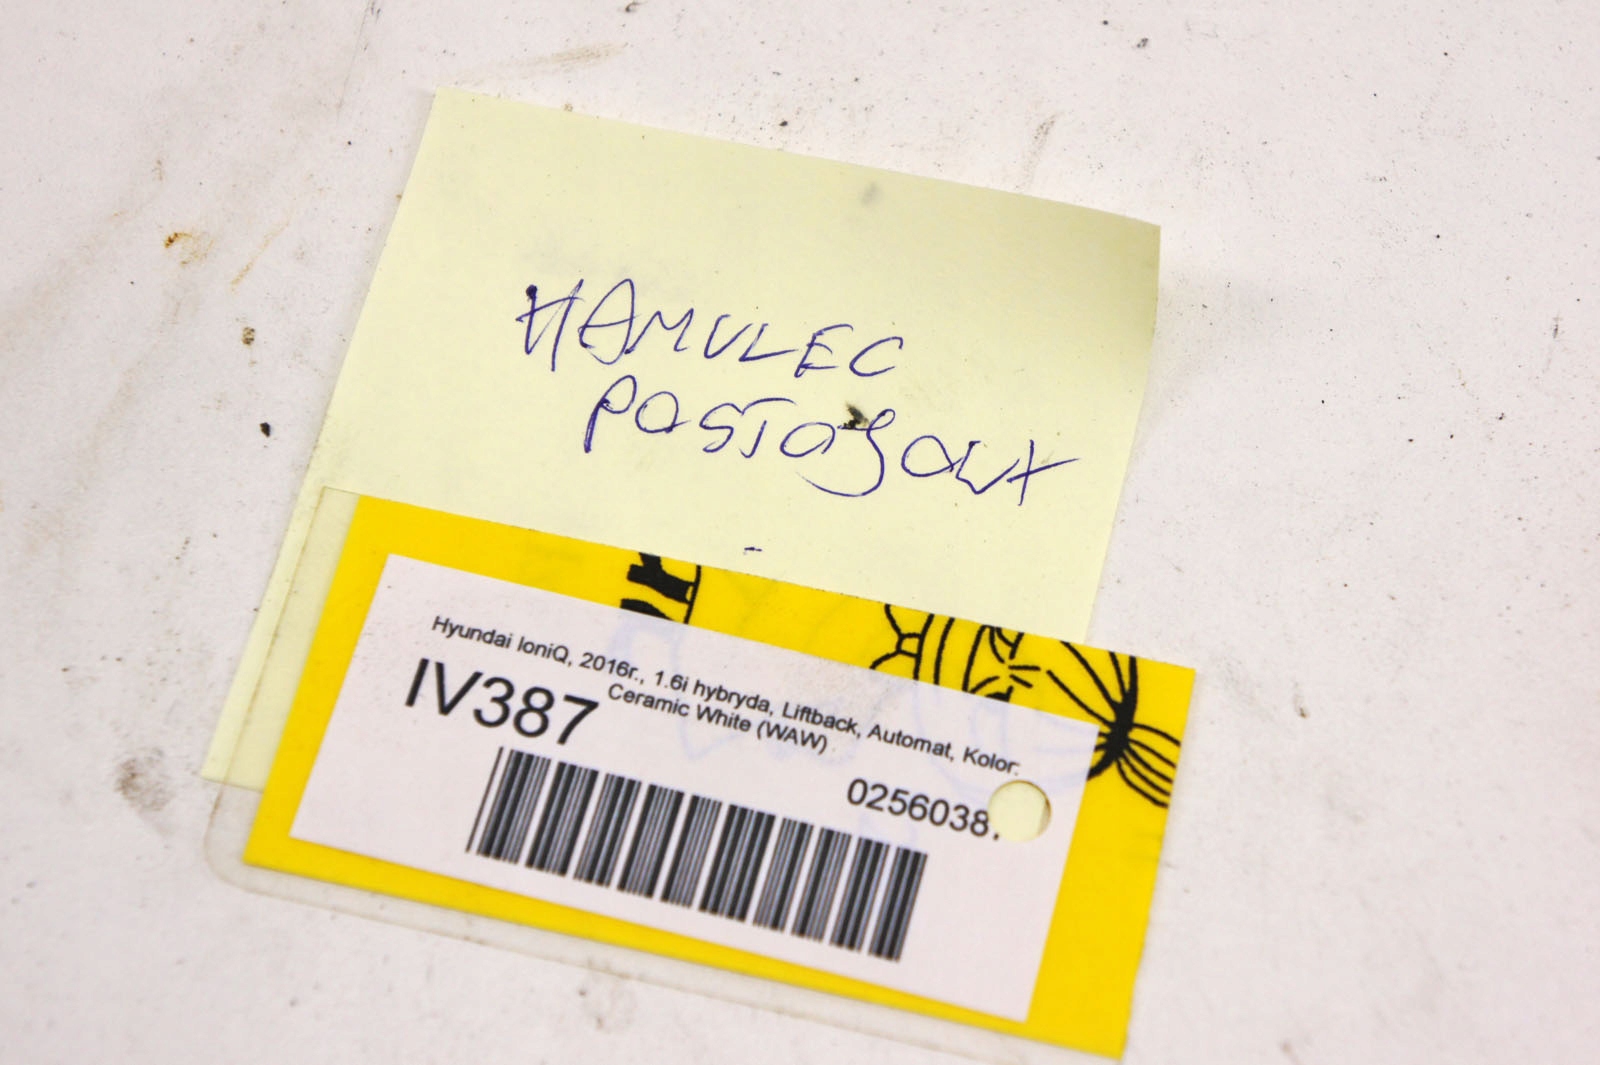 HAMULEC
POSTOJOWY
Hyundai IoniQ, 2016r., 1.6i hybryda, Liftback, Automat, Kolor:
Ceramic White (WAW)
IV387
0256038.